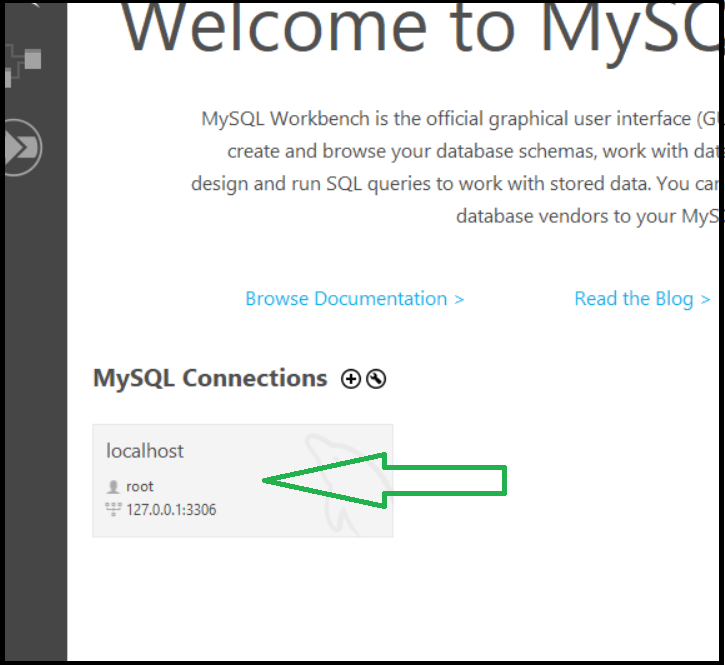 Welcome to MySQ
MySQL Workbench is the official graphical user interface (GU
create and browse your database schemas, work with dat
design and run SQL queries to work with stored data. You can
database vendors to your MyS
Browse Documentation >
Read the Blog >
MySQL Connections
localhost
root
127.0.0.1:3306